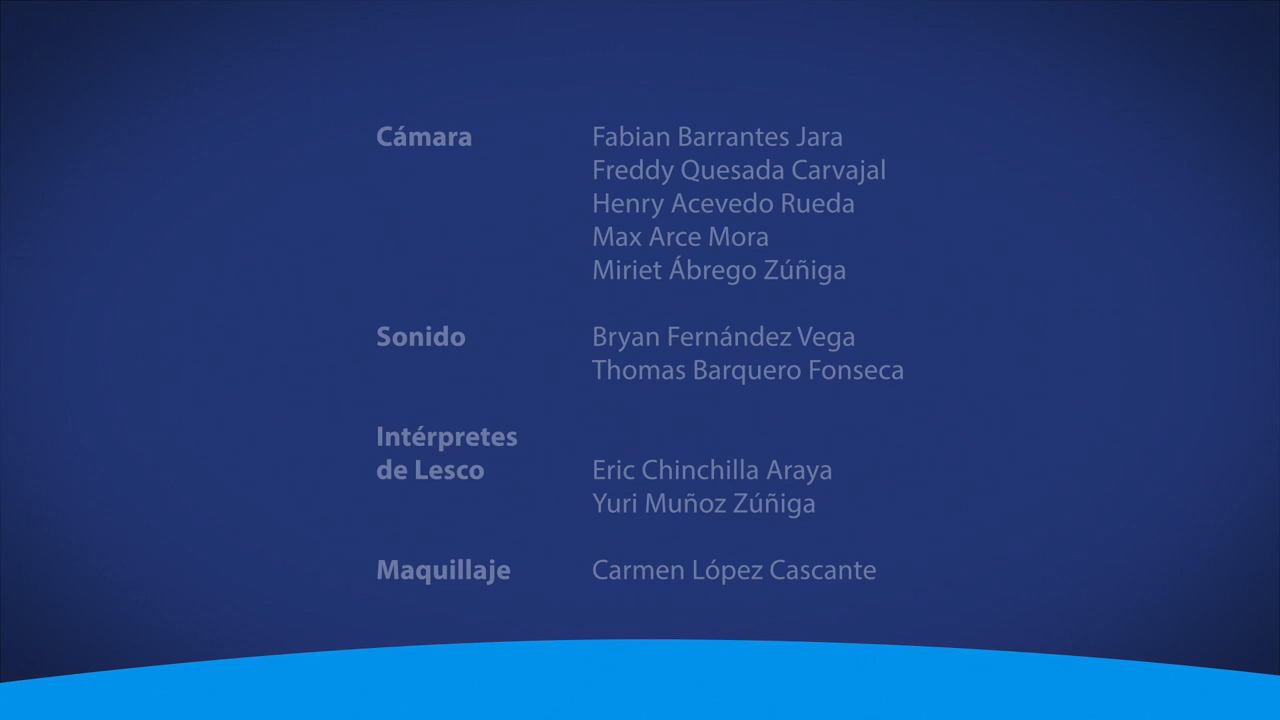 Cámara Fabian Barrantes Jara
Freddy Quesada Carvajal
Henry Acevedo Rueda
Max Arce Mora
Miriet Ábrego Zúñiga
Sonido Bryan Fernández Vega
Thomas Barquero Fonseca
Intérpretes
de Lesco Eric Chinchilla Araya
Yuri Muñoz Zúñiga
Maquillaje Carmen López Cascante